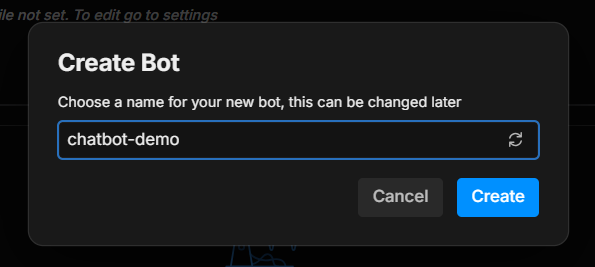 ile not set. To edit go to settings
Create Bot
Choose a name for your new bot, this can be changed later
chatbot-demo
Cancel
Create